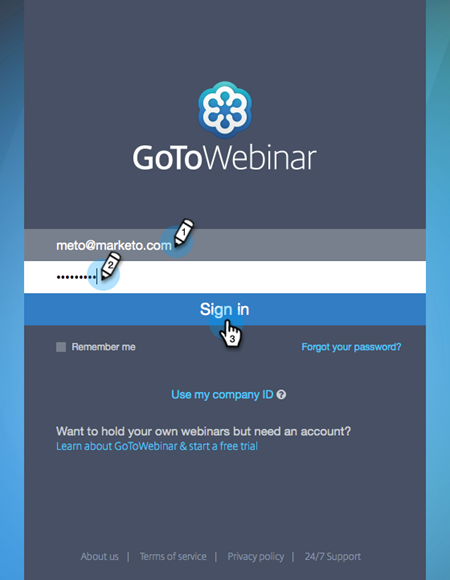 GoToWebinar
meto@marketo.com
1
•••••••••
2
Sign in
3
Remember me
Forgot your password?
Use my company ID ?
Want to hold your own webinars but need an account?
Learn about GoToWebinar & start a free trial
About us | Terms of service | Privacy policy | 24/7 Support